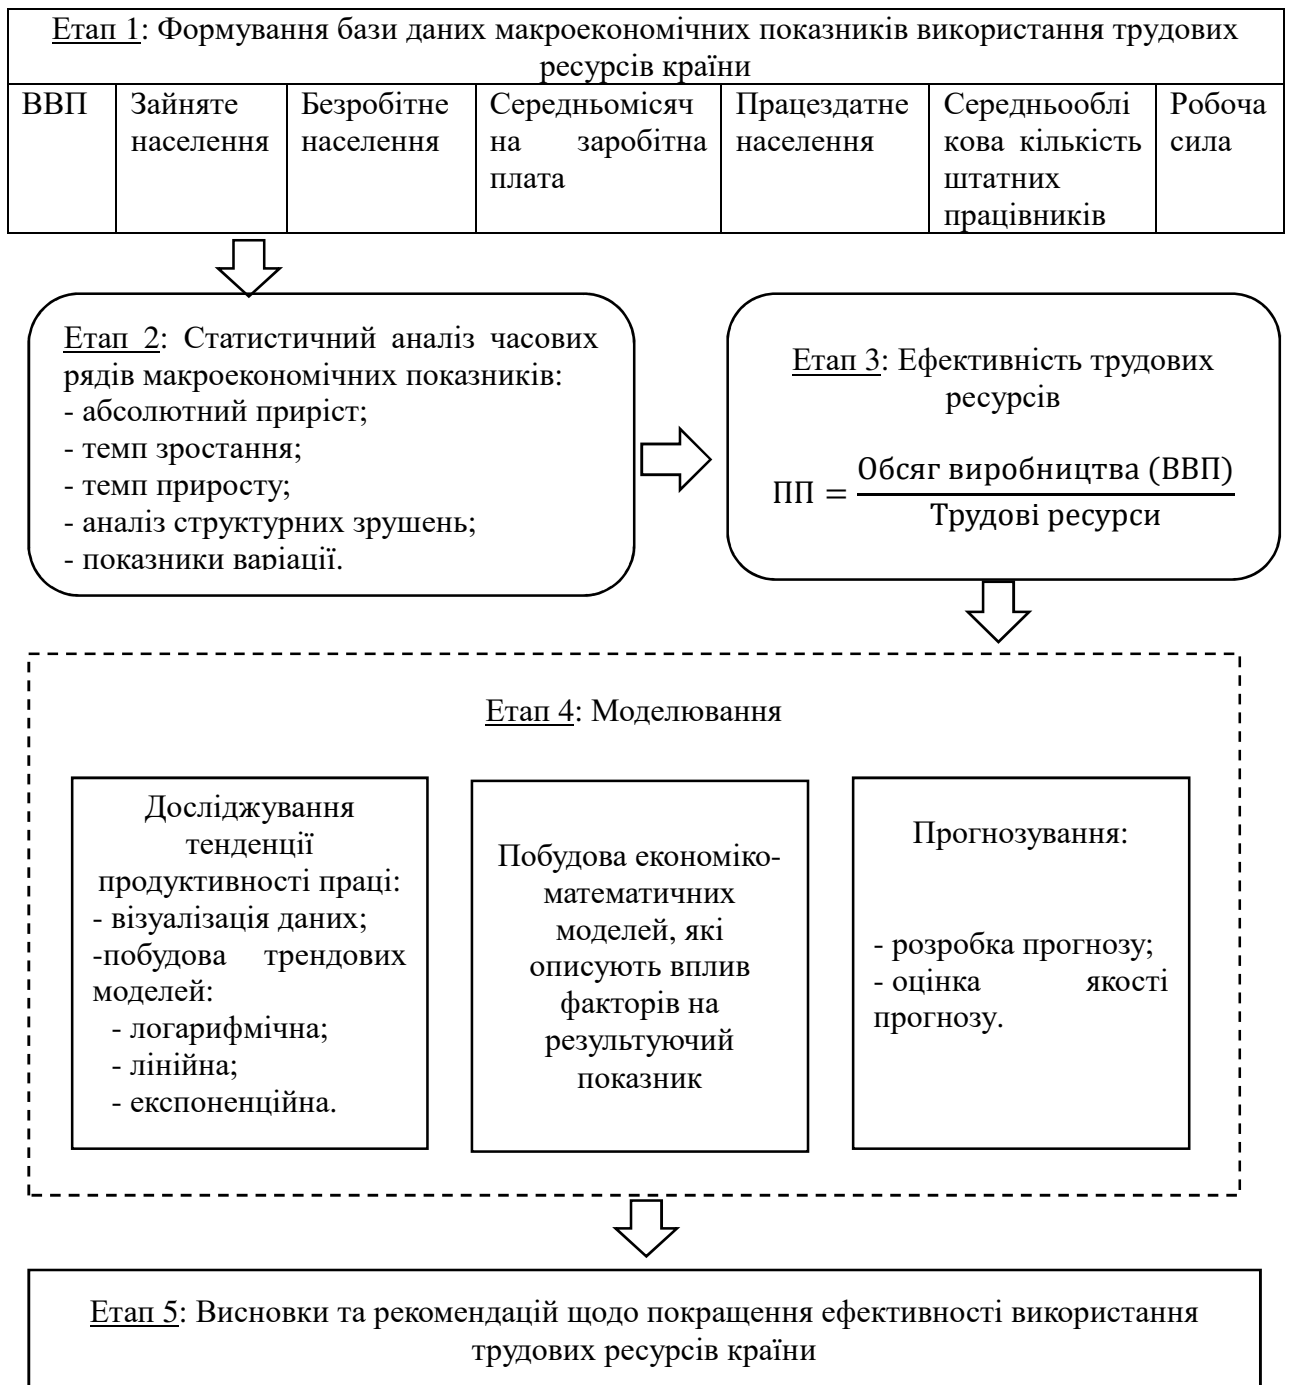 Етап 1: Формування бази даних макроекономічних показників використання трудових
ресурсів країни
ВВП
Зайняте
населення
Безробітне
населення
Середньомісяч
на заробітна
плата
Працездатне
населення
Середньооблі
кова кількість
штатних
працівників
Робоча
сила
Етап 2: Статистичний аналіз часових
рядів макроекономічних показників:
- абсолютний приріст;
- темп зростання;
- темп приросту;
- аналіз структурних зрушень;
- показники варіації.
Етап 3: Ефективність трудових
ресурсів
ПП = Обсяг виробництва (ВВП)
Трудові ресурси
Етап 4: Моделювання
Досліджування
тенденції
продуктивності праці:
- візуалізація даних;
-побудова трендових
моделей:
- логарифмічна;
- лінійна;
- експоненційна.
Побудова економіко-
математичних
моделей, які
описують вплив
факторів на
результуючий
показник
Прогнозування:
- розробка прогнозу;
- оцінка якості
прогнозу.
Етап 5: Висновки та рекомендацій щодо покращення ефективності використання
трудових ресурсів країни